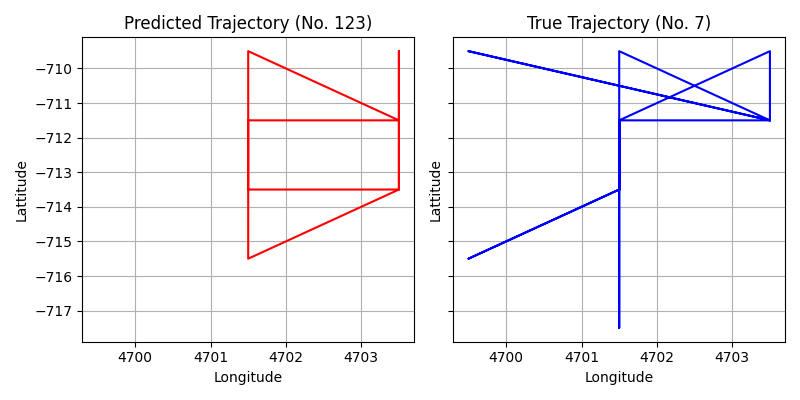 Predicted Trajectory (No. 123)
True Trajectory (No. 7)
Lattitude
−710
−711
−712
−713
−714
−715
−716
−717
4700
4701
4702
4703
Longitude
Lattitude
4700
4701
4702
4703
Longitude